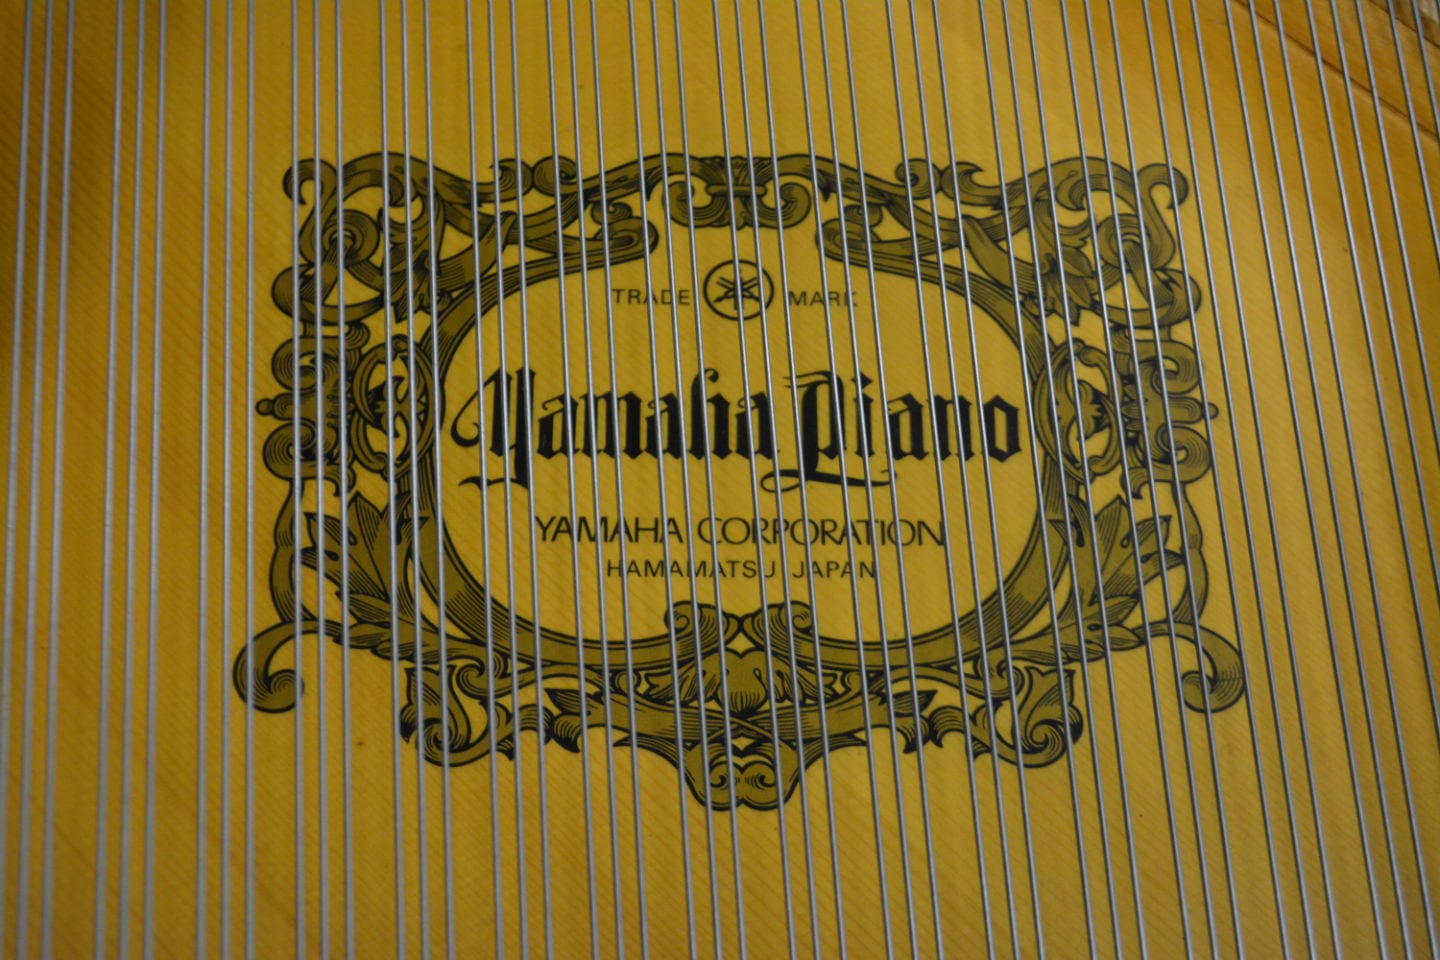 TRADE MARK
Yamaha Piano
YAMAHA CORPORATION
HAMAMATSU JAPAN